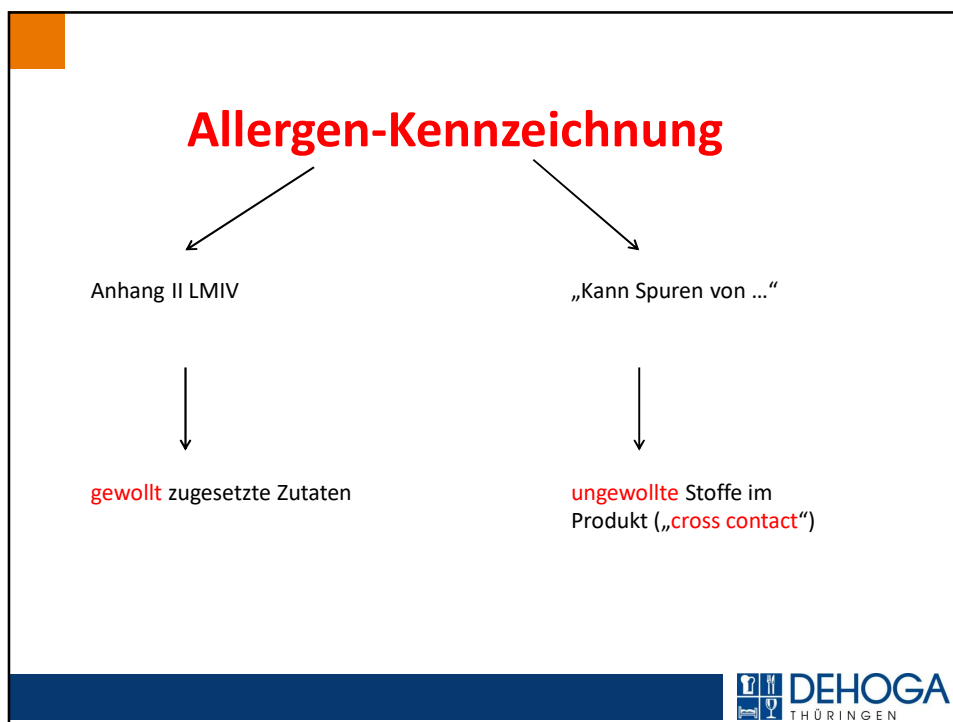 Allergen-Kennzeichnung
Anhang II LMIV
„Kann Spuren von ...“
gewollt zugesetzte Zutaten
ungewollte Stoffe im
Produkt („cross contact“)
DEHOGA
THÜRINGEN